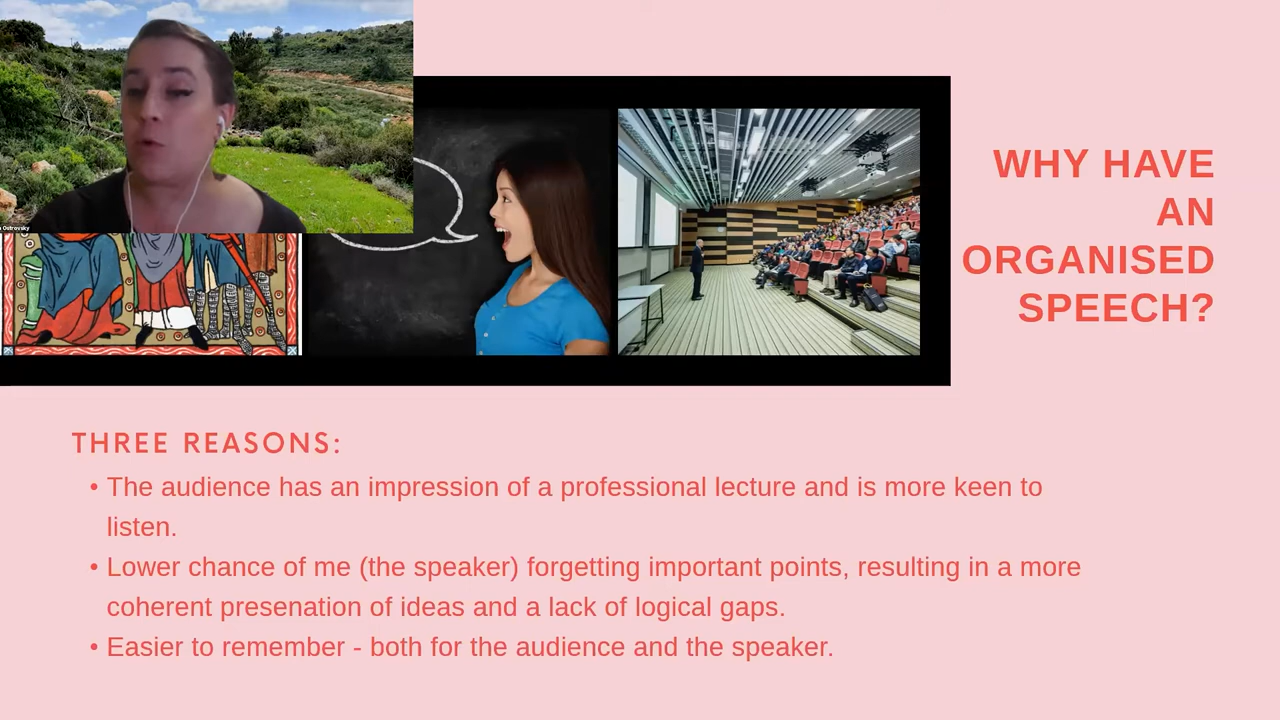 Ostrovsky
WHY HAVE
AN
ORGANISED
SPEECH?
THREE REASONS:
• The audience has an impression of a professional lecture and is more keen to
listen.
• Lower chance of me (the speaker) forgetting important points, resulting in a more
coherent presenation of ideas and a lack of logical gaps.
• Easier to remember - both for the audience and the speaker.